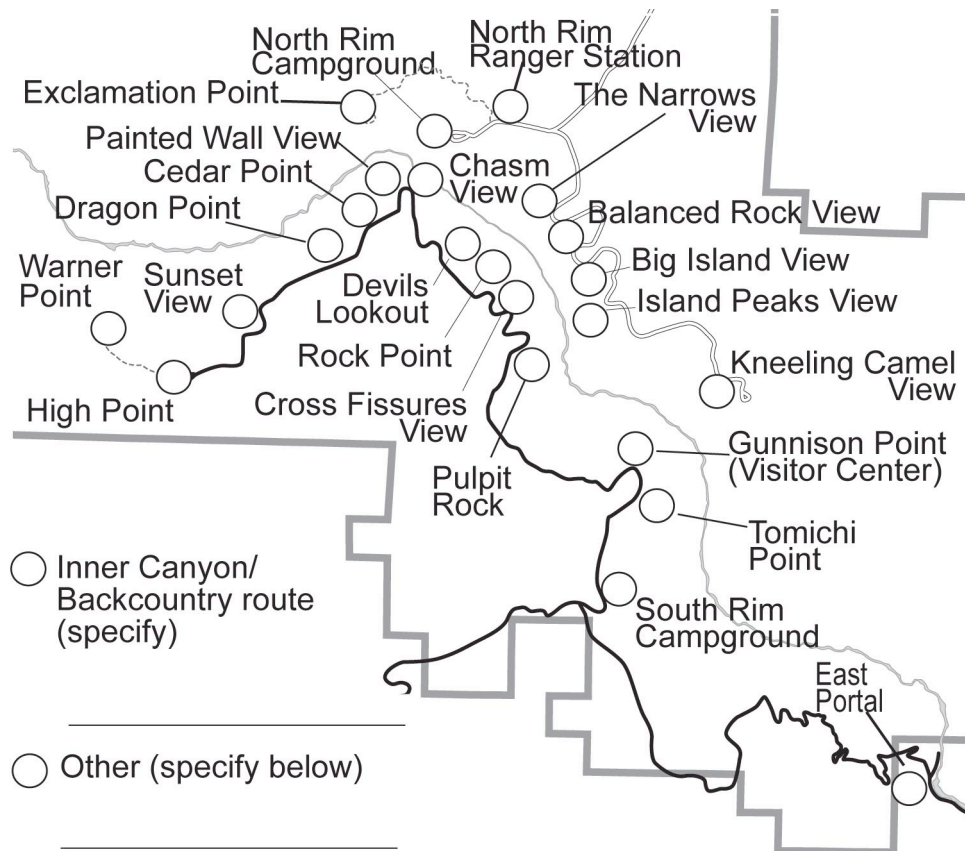 North Rim
Campground
North Rim
Ranger Station
Exclamation Point
The Narrows
View
Painted Wall View
Cedar Point
Chasm
View
Dragon Point
Balanced Rock View
Warner
Point
Sunset
View
Devils
Lookout
Big Island View
Island Peaks View
Rock Point
Kneeling Camel
View
High Point
Cross Fissures
View
Gunnison Point
(Visitor Center)
Pulpit
Rock
Tomichi
Point
Inner Canyon/
Backcountry route
(specify)
South Rim
Campground
East
Portal
Other (specify below)